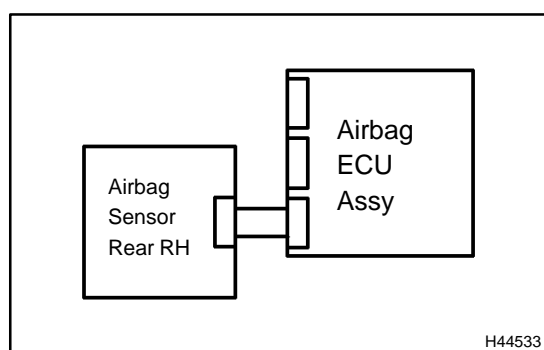 Airbag
Sensor
Rear RH
Airbag
ECU
Assy
H44533